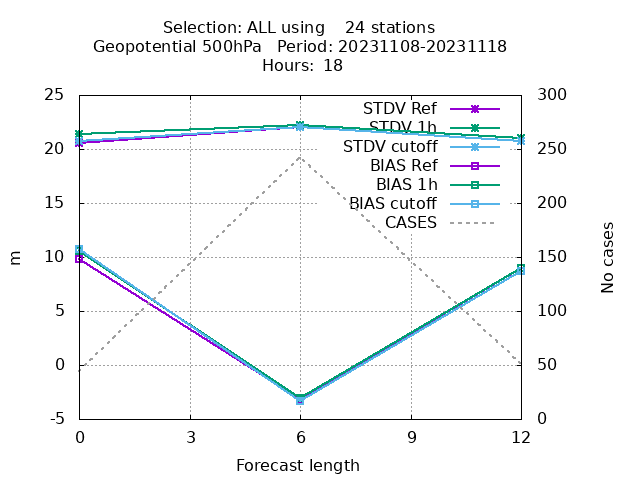 Selection: ALL using    24 stations
Geopotential 500hPa   Period: 20231108-20231118
Hours: 18
25 300
STDV Ref
STDV 1h
20 250
STDV cutoff
BIAS Ref
BIAS 1h
15 200
BIAS cutoff
CASES
10 150
m
No cases
5 100
0 50
-5 0
0 3 6 9 12
Forecast length